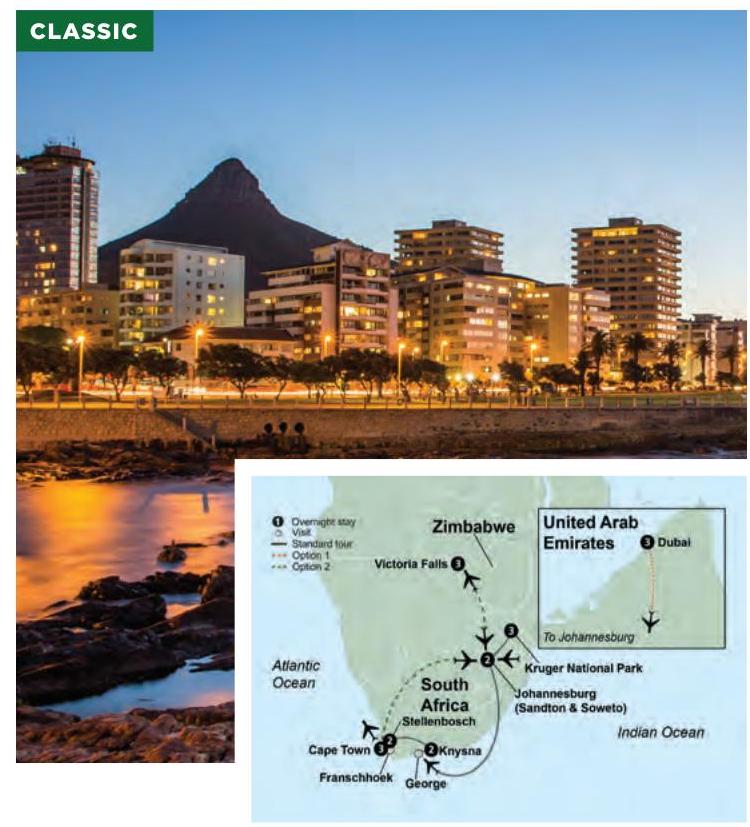 CLASSIC
1 Overnight stay
Visit
Standard tour
Option 1
Option 2
Zimbabwe
Victoria Falls 3
United Arab
Emirates
3 Dubai
To Johannesburg
3
Kruger National Park
2
Johannesburg
(Sandton & Soweto)
Atlantic
Ocean
South
Africa
Stellenbosch
2
Cape Town 3
2 Knysna
Franschhoek
George
Indian Ocean